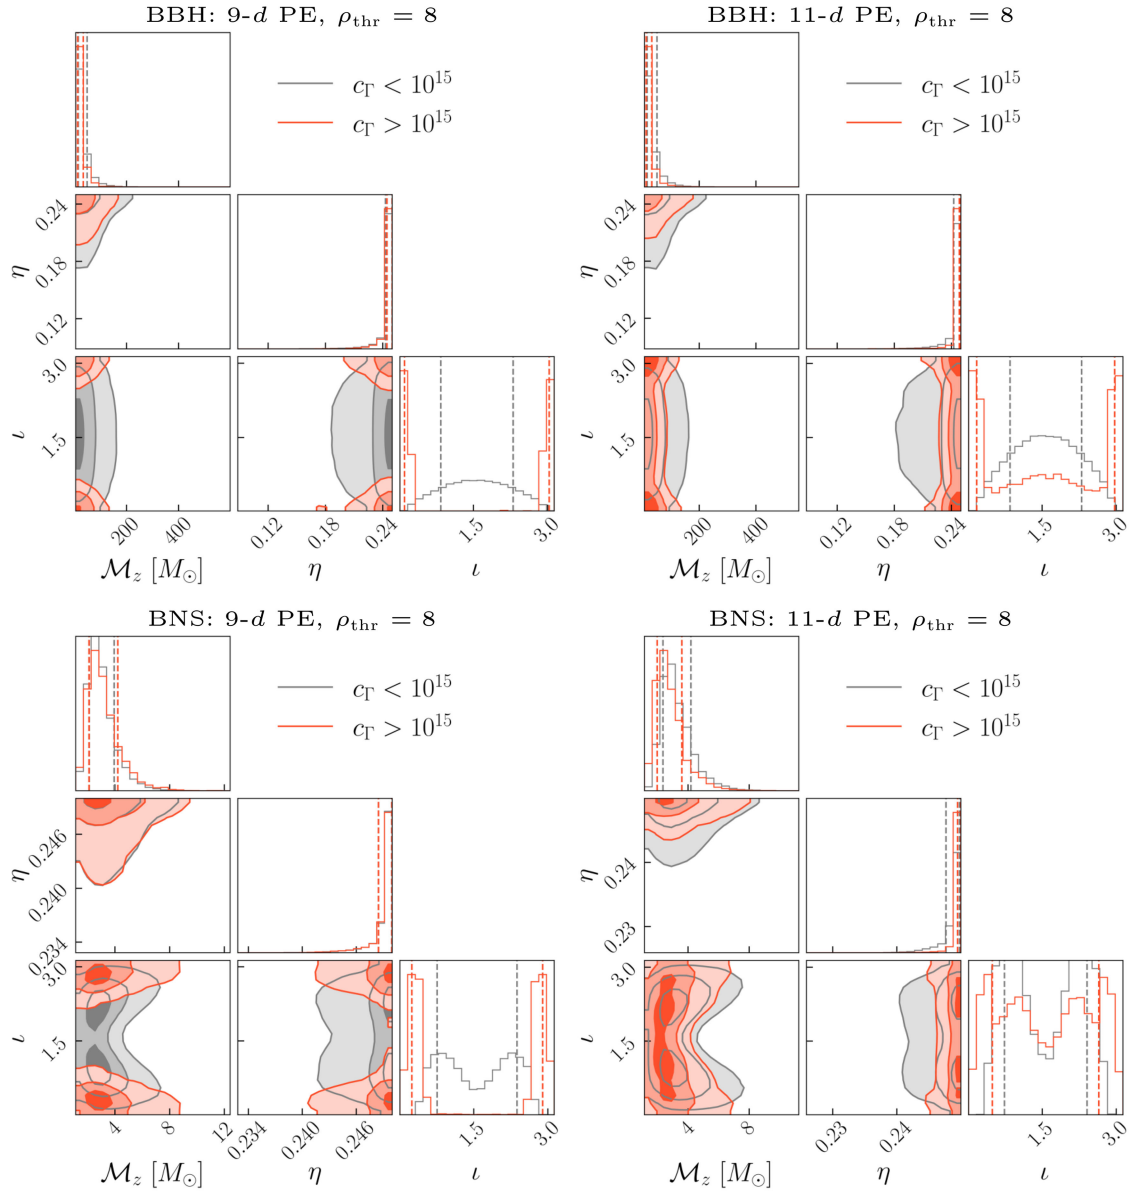 BBH: 9-d PE, ρthr = 8
cΓ < 10^15
cΓ > 10^15
η
0.24
0.18
0.12
ι
3.0
1.5
200
400
0.12
0.18
0.24
1.5
3.0
ℳz [M⊙]
η
ι
BBH: 11-d PE, ρthr = 8
cΓ < 10^15
cΓ > 10^15
η
0.24
0.18
0.12
ι
3.0
1.5
200
400
0.12
0.18
0.24
1.5
3.0
ℳz [M⊙]
η
ι
BNS: 9-d PE, ρthr = 8
cΓ < 10^15
cΓ > 10^15
η
0.246
0.240
0.234
ι
3.0
1.5
4
8
12
0.234
0.240
0.246
1.5
3.0
ℳz [M⊙]
η
ι
BNS: 11-d PE, ρthr = 8
cΓ < 10^15
cΓ > 10^15
η
0.24
0.23
ι
3.0
1.5
4
8
0.23
0.24
1.5
3.0
ℳz [M⊙]
η
ι